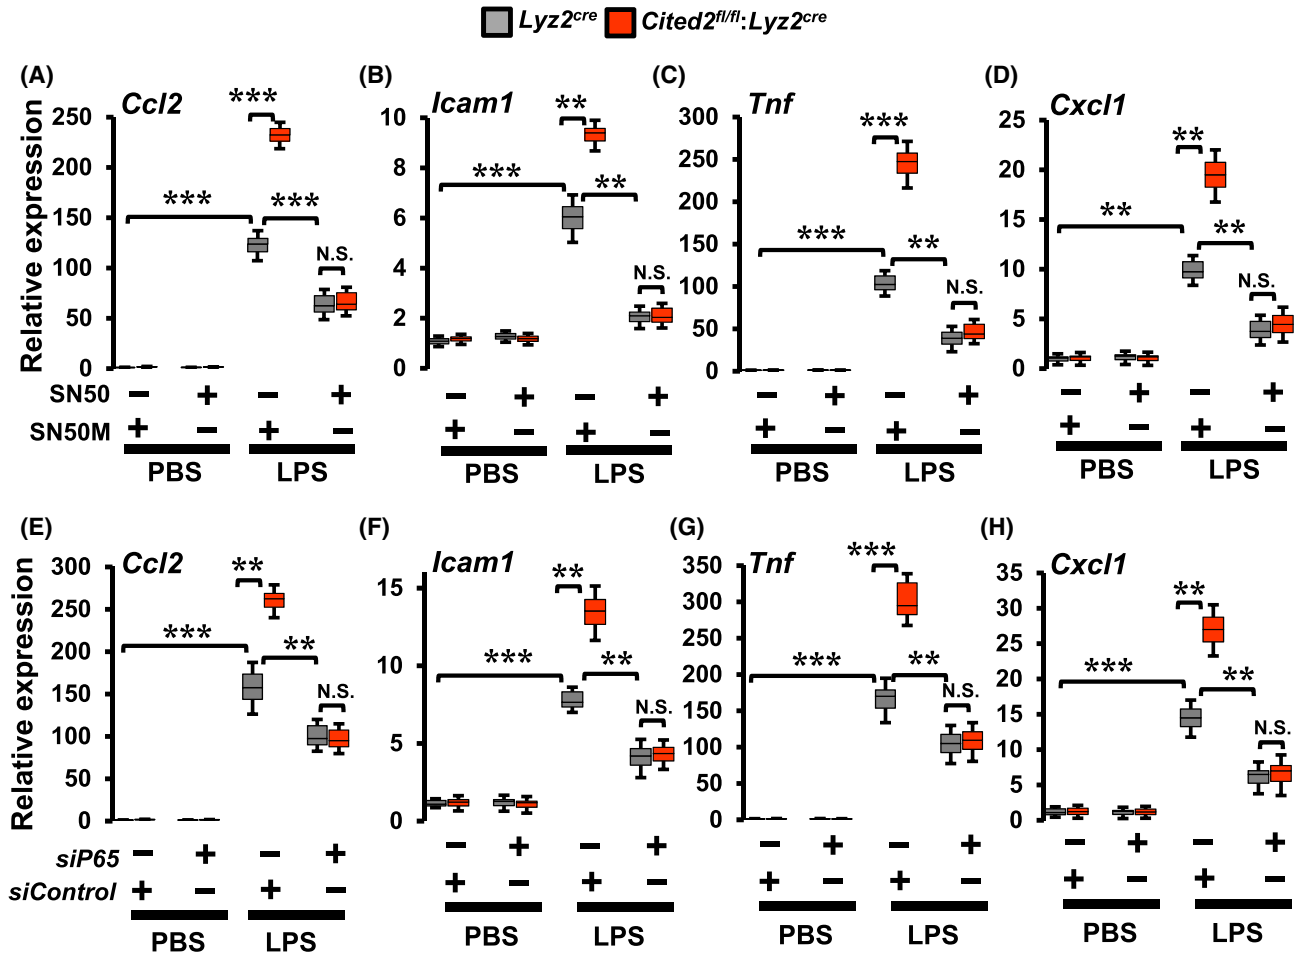 Lyz2cre Cited2fl/fl:Lyz2cre
(A) (B) (C) (D)
Ccl2 Icam1 Tnf Cxcl1
Relative expression
250 200 150 100 50 0
*** *** *** N.S.
10 8 6 4 2 0
** *** ** N.S.
300 250 200 150 100 50 0
*** *** ** N.S.
25 20 15 10 5 0
** ** ** N.S.
SN50 − + − + − + − + − + − + − + − +
SN50M + − + − + − + − + − + − + − + −
PBS LPS PBS LPS PBS LPS PBS LPS
(E) (F) (G) (H)
Ccl2 Icam1 Tnf Cxcl1
Relative expression
300 250 200 150 100 50 0
** *** ** N.S.
15 10 5 0
** *** ** N.S.
350 300 250 200 150 100 50 0
*** *** ** N.S.
35 30 25 20 15 10 5 0
** *** ** N.S.
siP65 − + − + − + − + − + − + − + − +
siControl + − + − + − + − + − + − + − + −
PBS LPS PBS LPS PBS LPS PBS LPS